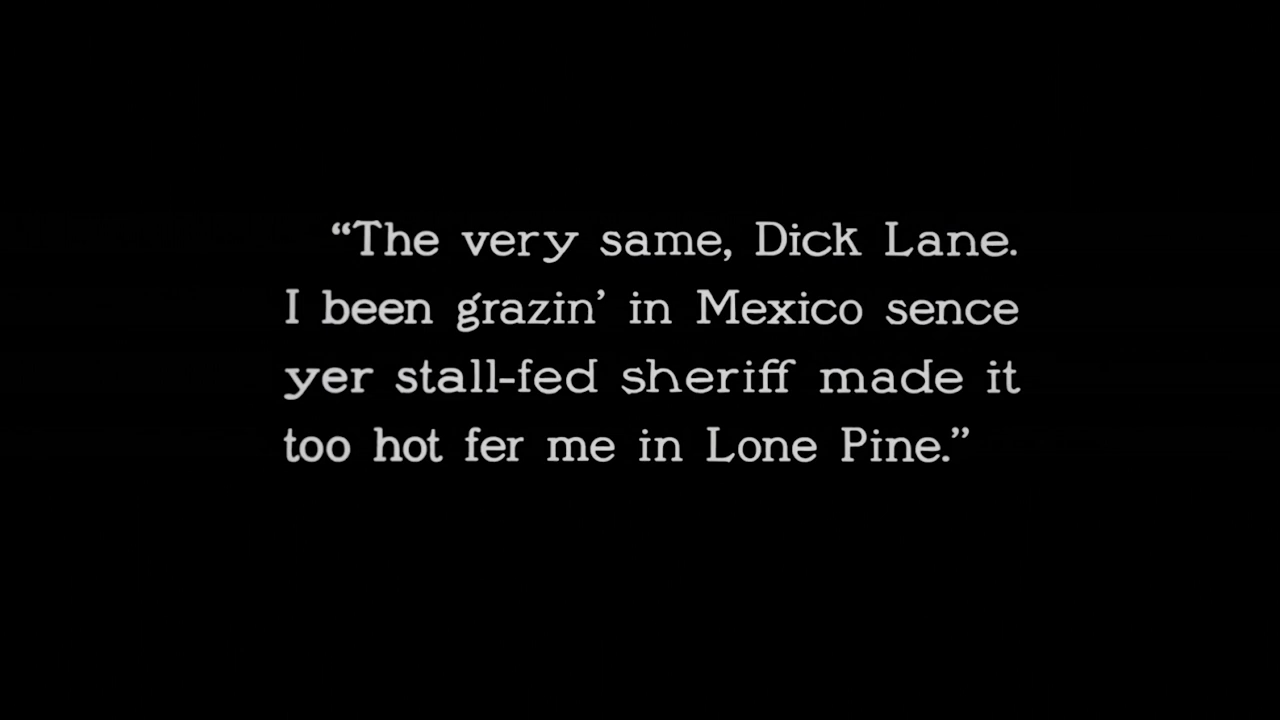 “The very same, Dick Lane.
I been grazin’ in Mexico sence
yer stall-fed sheriff made it
too hot fer me in Lone Pine.”